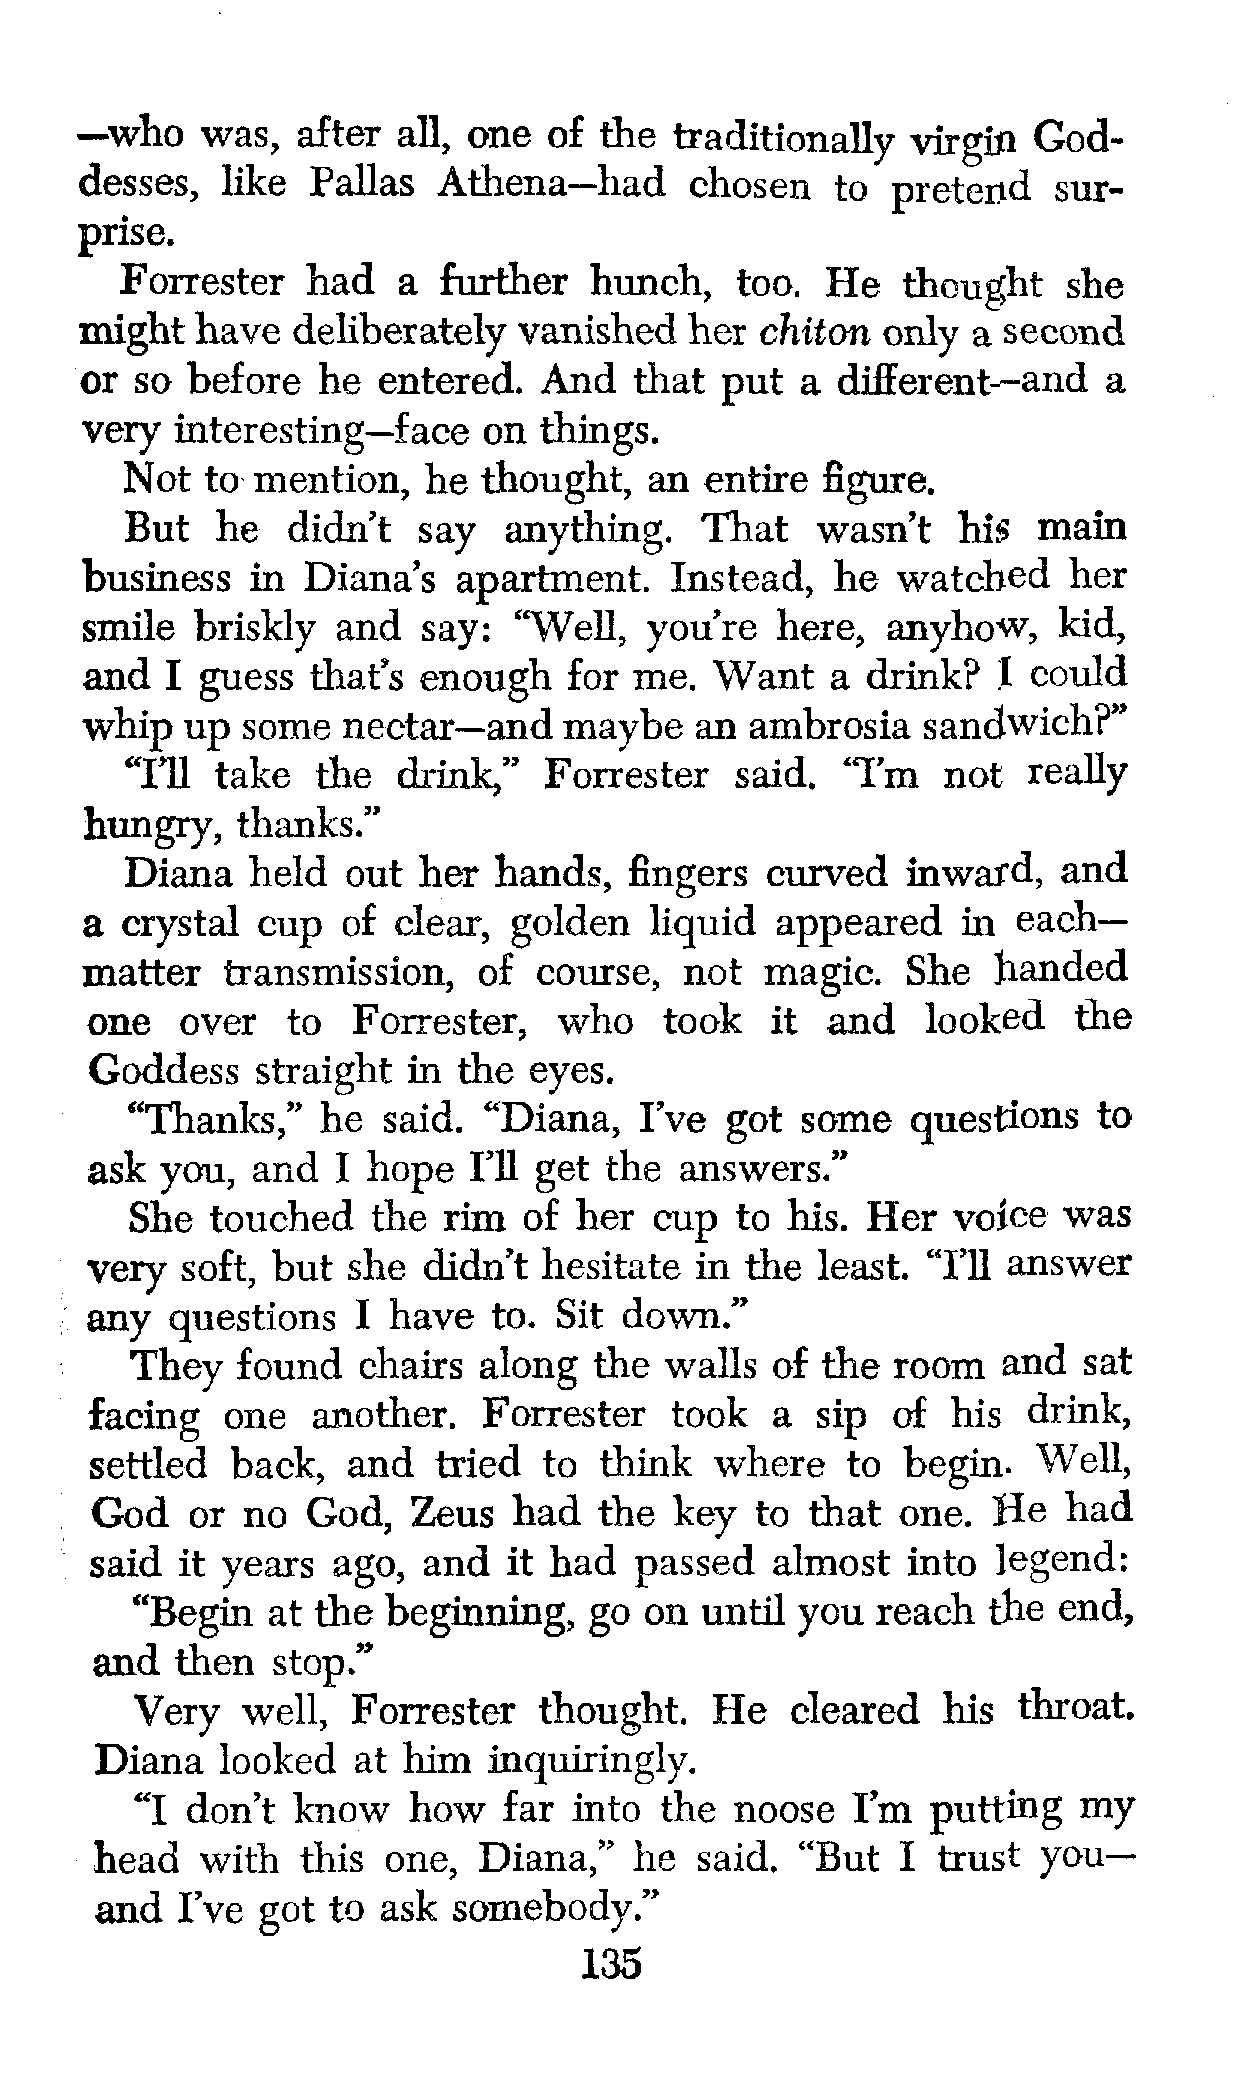 —who was, after all, one of the traditionally virgin God-
desses, like Pallas Athena—had chosen to pretend sur-
prise.
Forrester had a further hunch, too. He thought she
might have deliberately vanished her chiton only a second
or so before he entered. And that put a different—and a
very interesting—face on things.
Not to mention, he thought, an entire figure.
But he didn't say anything. That wasn't his main
business in Diana's apartment. Instead, he watched her
smile briskly and say: “Well, you're here, anyhow, kid,
and I guess that's enough for me. Want a drink? I could
whip up some nectar—and maybe an ambrosia sandwich?”
“I'll take the drink,” Forrester said. “I'm not really
hungry, thanks.”
Diana held out her hands, fingers curved inward, and
a crystal cup of clear, golden liquid appeared in each—
matter transmission, of course, not magic. She handed
one over to Forrester, who took it and looked the
Goddess straight in the eyes.
“Thanks,” he said. “Diana, I've got some questions to
ask you, and I hope I'll get the answers.”
She touched the rim of her cup to his. Her voice was
very soft, but she didn't hesitate in the least. “I'll answer
any questions I have to. Sit down.”
They found chairs along the walls of the room and sat
facing one another. Forrester took a sip of his drink,
settled back, and tried to think where to begin. Well,
God or no God, Zeus had the key to that one. He had
said it years ago, and it had passed almost into legend:
“Begin at the beginning, go on until you reach the end,
and then stop.”
Very well, Forrester thought. He cleared his throat.
Diana looked at him inquiringly.
“I don't know how far into the noose I'm putting my
head with this one, Diana,” he said. “But I trust you—
and I've got to ask somebody.”
135